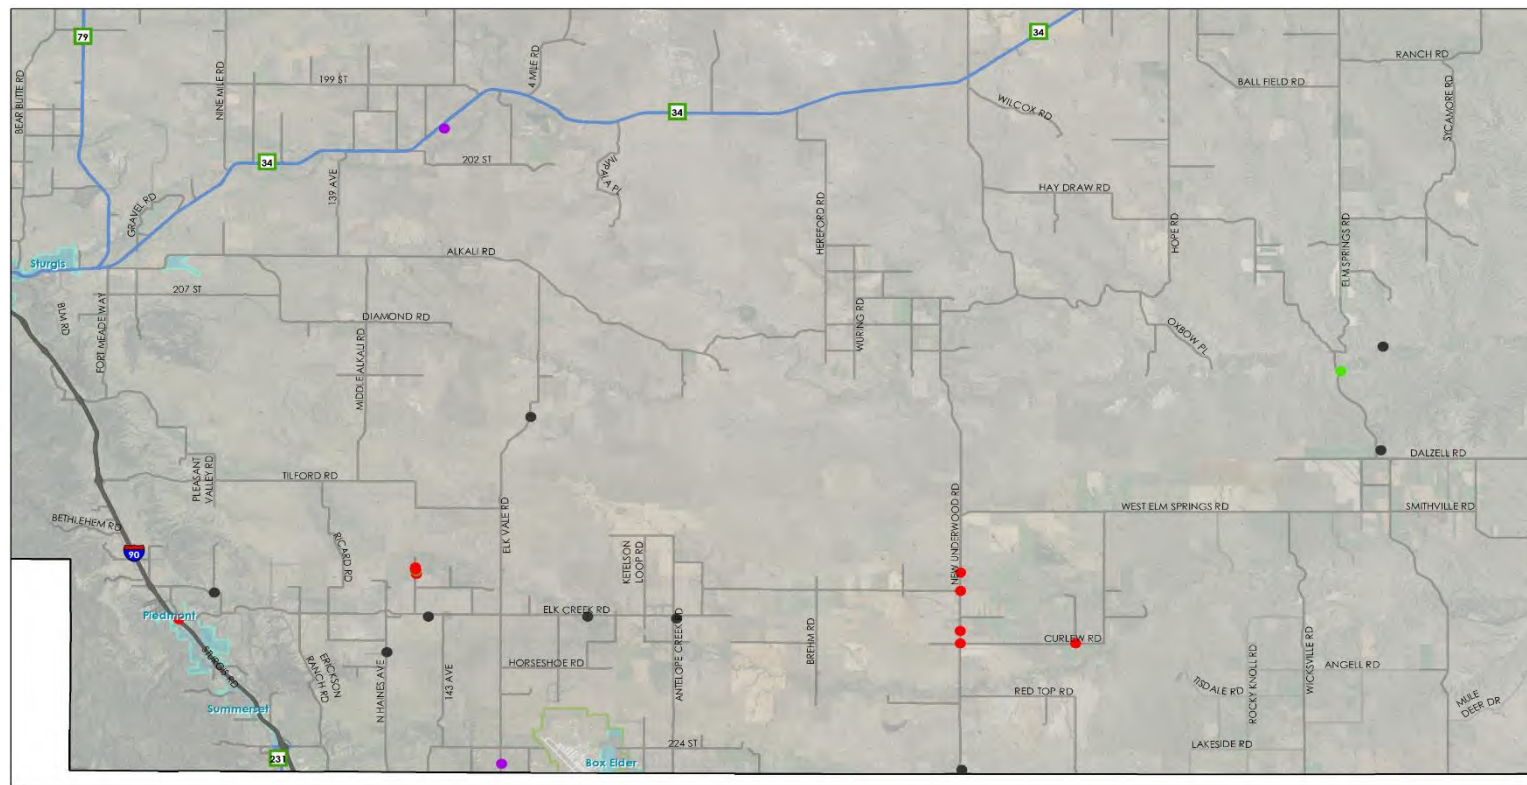 79
34
RANCH RD
BEAR BUTTE RD
NINE MILE RD
199 ST
4 MILE RD
BALL FIELD RD
WILCOX RD
SYCAMORE RD
34
34
202 ST
139 AVE
IMPALA PL
HAY DRAW RD
GRAVEL RD
HEREFORD RD
HOPE RD
ELM SPRINGS RD
ALKALI RD
Sturgis
207 ST
BLM RD
FORT MEADE WAY
DIAMOND RD
MIDDLE ALKALI RD
WURING RD
OXBOW PL
DALZELL RD
PLEASANT
VALLEY RD
TILFORD RD
ELK VALE RD
NEW UNDERWOOD RD
WEST ELM SPRINGS RD
SMITHVILLE RD
BETHLEHEM RD
90
RICARD RD
KETELSON
LOOP RD
Piedmont
ELK CREEK RD
ANTELOPE CREEK RD
BREHM RD
CURLEW RD
STURGIS RD
ERICKSON
RANCH RD
N HAINES AVE
143 AVE
HORSESHOE RD
WICKSVILLE RD
ROCKY KNOLL RD
ANGELL RD
TISDALE RD
RED TOP RD
MULE
DEER DR
Summerset
224 ST
LAKESIDE RD
231
Box Elder